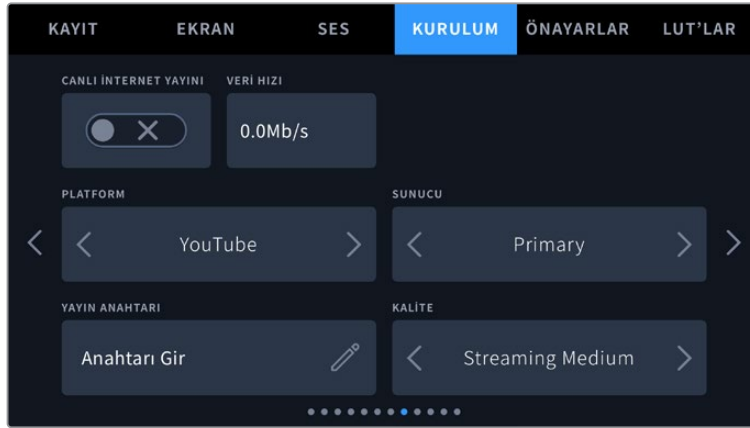 KAYIT EKRAN SES KURULUM ÖNAYARLAR LUT’LAR
CANLI İNTERNET YAYINI VERİ HIZI
0.0Mb/s
PLATFORM SUNUCU
YouTube Primary
YAYIN ANAHTARI KALİTE
Anahtarı Gir Streaming Medium